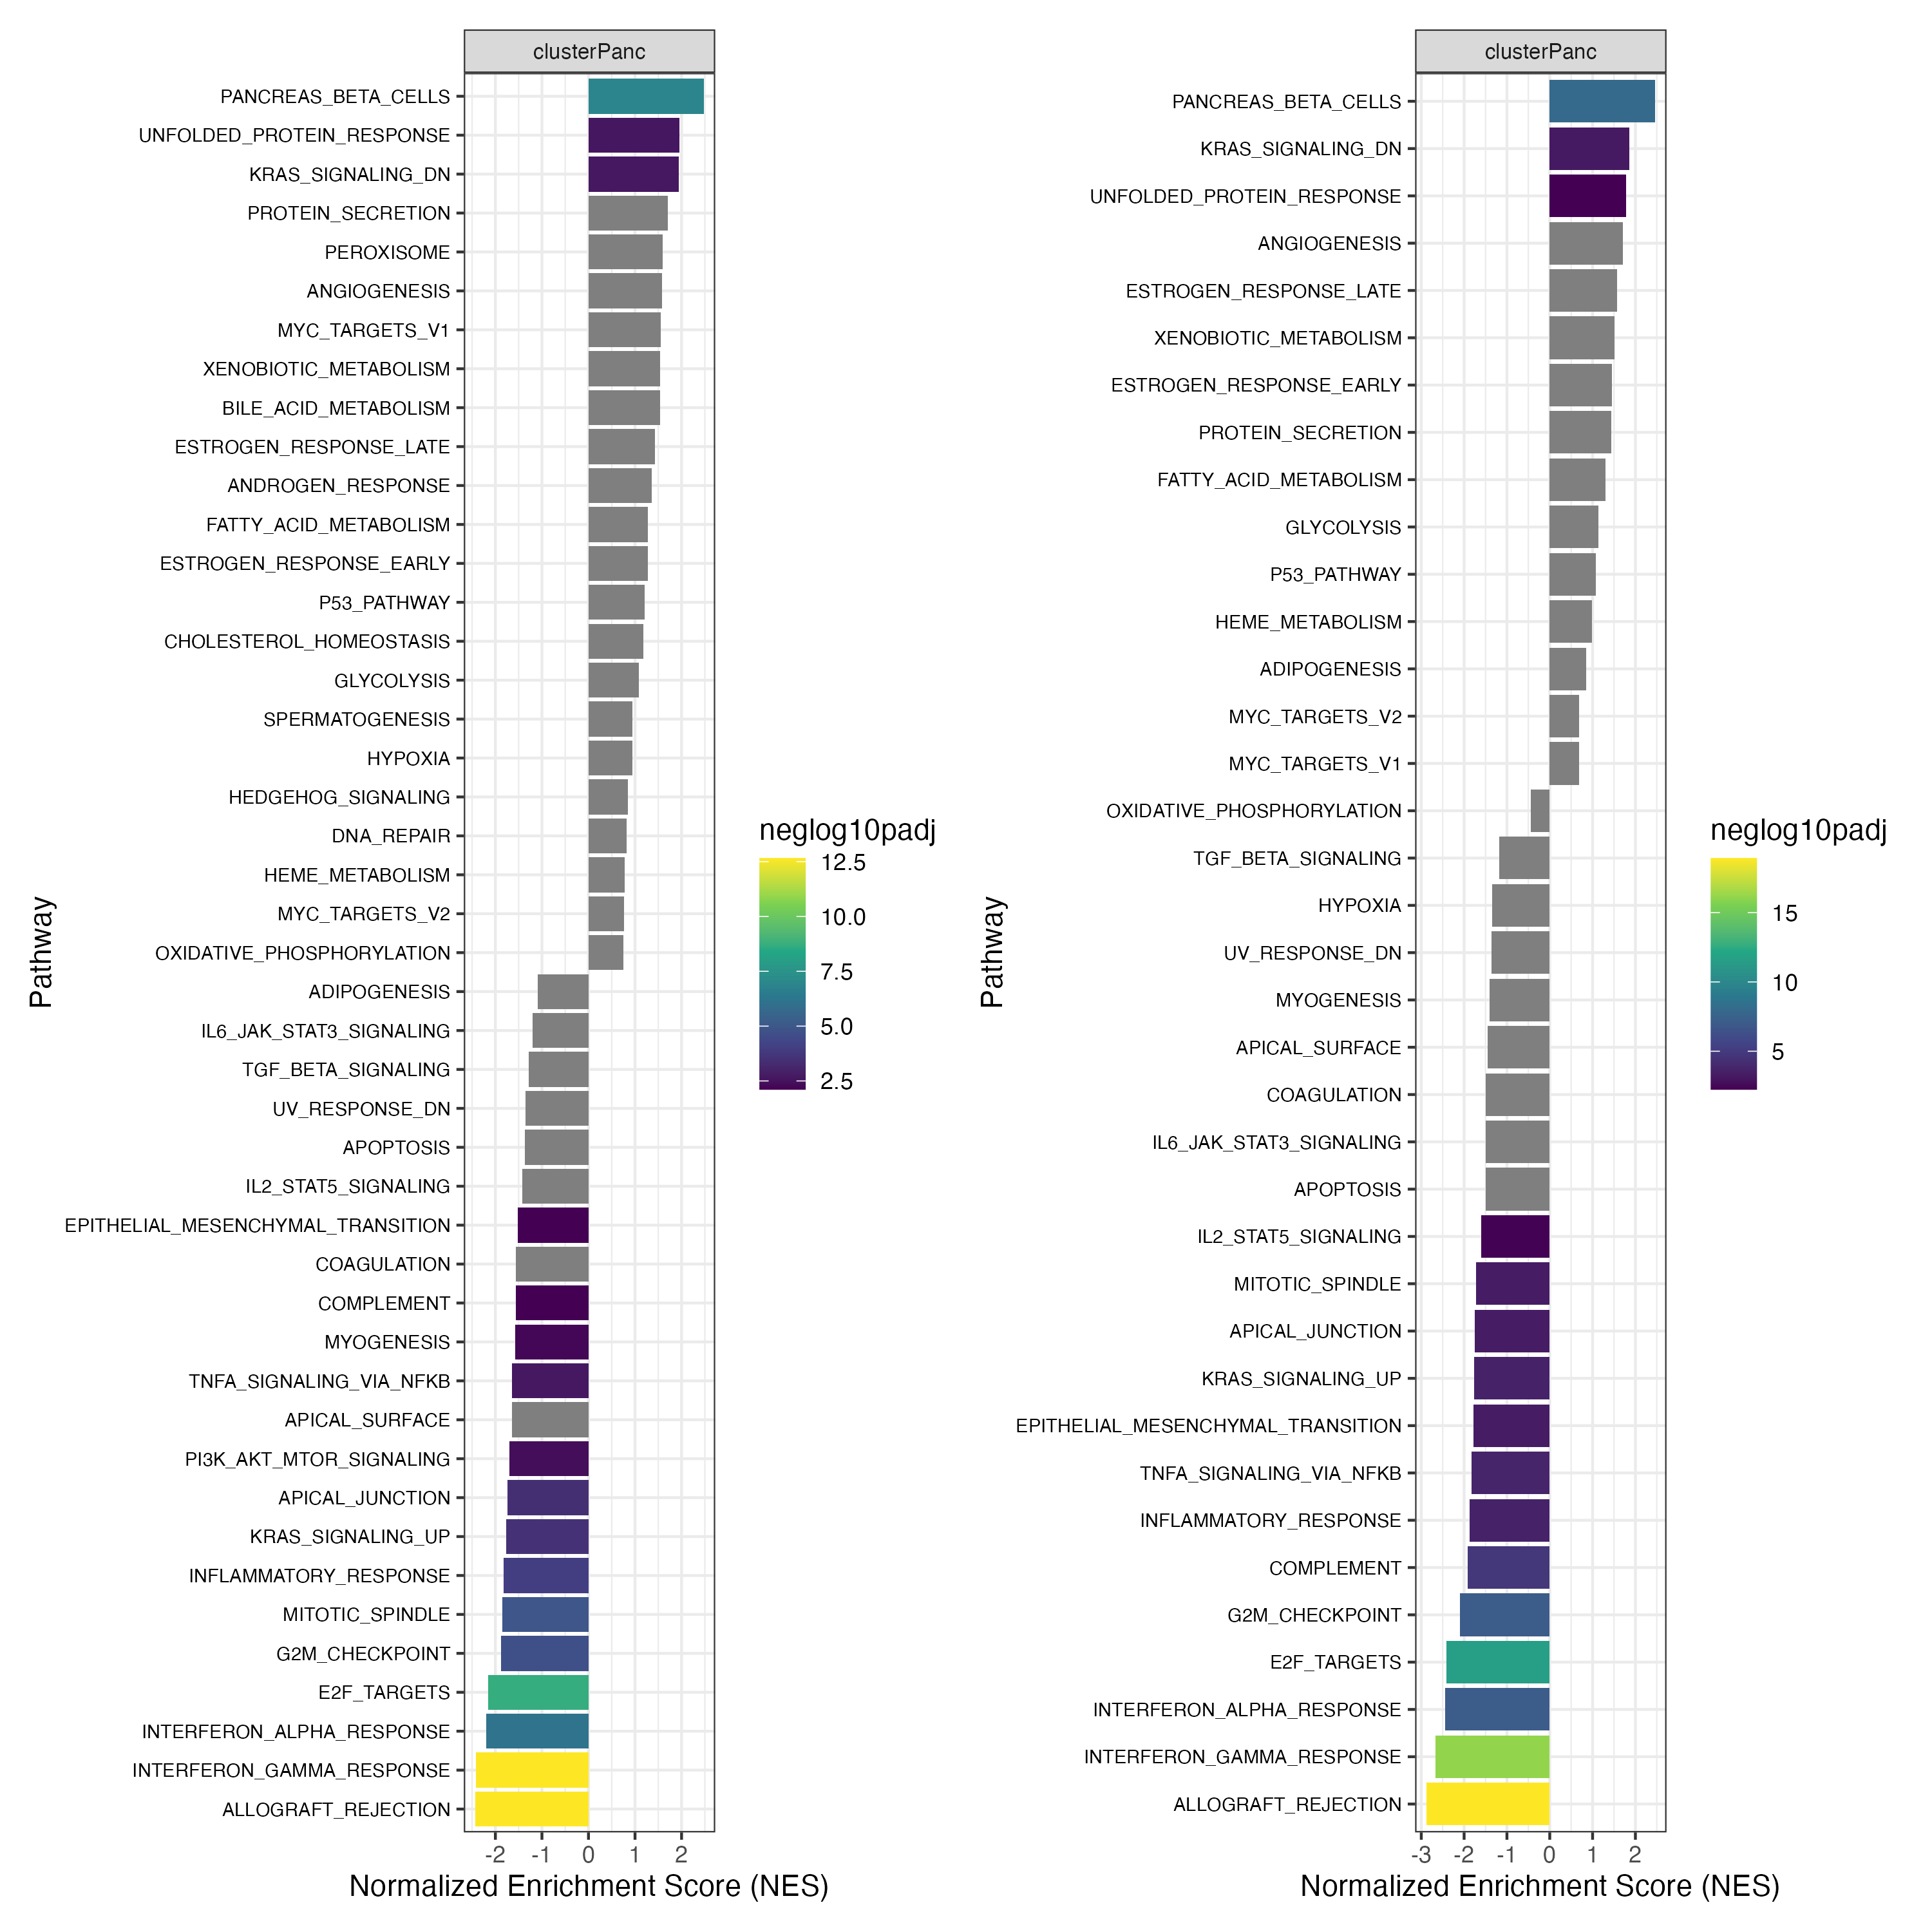 clusterPanc
PANCREAS_BETA_CELLS
UNFOLDED_PROTEIN_RESPONSE
KRAS_SIGNALING_DN
PROTEIN_SECRETION
PEROXISOME
ANGIOGENESIS
MYC_TARGETS_V1
XENOBIOTIC_METABOLISM
BILE_ACID_METABOLISM
ESTROGEN_RESPONSE_LATE
ANDROGEN_RESPONSE
FATTY_ACID_METABOLISM
ESTROGEN_RESPONSE_EARLY
P53_PATHWAY
CHOLESTEROL_HOMEOSTASIS
GLYCOLYSIS
SPERMATOGENESIS
HYPOXIA
HEDGEHOG_SIGNALING
DNA_REPAIR
HEME_METABOLISM
MYC_TARGETS_V2
OXIDATIVE_PHOSPHORYLATION
ADIPOGENESIS
IL6_JAK_STAT3_SIGNALING
TGF_BETA_SIGNALING
UV_RESPONSE_DN
APOPTOSIS
IL2_STAT5_SIGNALING
EPITHELIAL_MESENCHYMAL_TRANSITION
COAGULATION
COMPLEMENT
MYOGENESIS
TNFA_SIGNALING_VIA_NFKB
APICAL_SURFACE
PI3K_AKT_MTOR_SIGNALING
APICAL_JUNCTION
KRAS_SIGNALING_UP
INFLAMMATORY_RESPONSE
MITOTIC_SPINDLE
G2M_CHECKPOINT
E2F_TARGETS
INTERFERON_ALPHA_RESPONSE
INTERFERON_GAMMA_RESPONSE
ALLOGRAFT_REJECTION
-2 -1 0 1 2
Normalized Enrichment Score (NES)
Pathway
neglog10padj
12.5
10.0
7.5
5.0
2.5
clusterPanc
PANCREAS_BETA_CELLS
KRAS_SIGNALING_DN
UNFOLDED_PROTEIN_RESPONSE
ANGIOGENESIS
ESTROGEN_RESPONSE_LATE
XENOBIOTIC_METABOLISM
ESTROGEN_RESPONSE_EARLY
PROTEIN_SECRETION
FATTY_ACID_METABOLISM
GLYCOLYSIS
P53_PATHWAY
HEME_METABOLISM
ADIPOGENESIS
MYC_TARGETS_V2
MYC_TARGETS_V1
OXIDATIVE_PHOSPHORYLATION
TGF_BETA_SIGNALING
HYPOXIA
UV_RESPONSE_DN
MYOGENESIS
APICAL_SURFACE
COAGULATION
IL6_JAK_STAT3_SIGNALING
APOPTOSIS
IL2_STAT5_SIGNALING
MITOTIC_SPINDLE
APICAL_JUNCTION
KRAS_SIGNALING_UP
EPITHELIAL_MESENCHYMAL_TRANSITION
TNFA_SIGNALING_VIA_NFKB
INFLAMMATORY_RESPONSE
COMPLEMENT
G2M_CHECKPOINT
E2F_TARGETS
INTERFERON_ALPHA_RESPONSE
INTERFERON_GAMMA_RESPONSE
ALLOGRAFT_REJECTION
-3 -2 -1 0 1 2
Normalized Enrichment Score (NES)
Pathway
neglog10padj
15
10
5